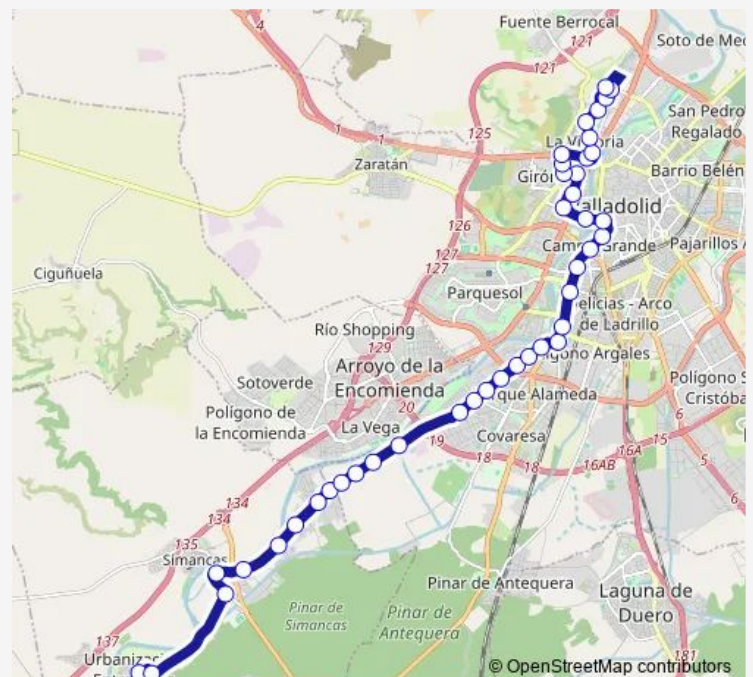 Fuente Berrocal
121
4
121
Soto de Med
125
San Pedro
Regalado
La Victoria
1
1
Zaratán
Girón
Barrio Belén
Valladolid
126
Campo Grande
Pajarillos
127
127
Ciguñuela
Parquesol
Delicias - Arco
de Ladrillo
Río Shopping
129
Polígono Argales
Arroyo de la
Encomienda
Sotoverde
Polígono S
Cristóba
20
Parque Alameda
Polígono de
la Encomienda
6
La Vega
19
Covaresa
15
16A
18
18
16AB
5
6
134
134
135
Simancas
Pinar de Antequera
Laguna de
Duero
Pinar de
Simancas
Pinar de
Antequera
137
Urbanizaci
181
© OpenStreetMap contributors